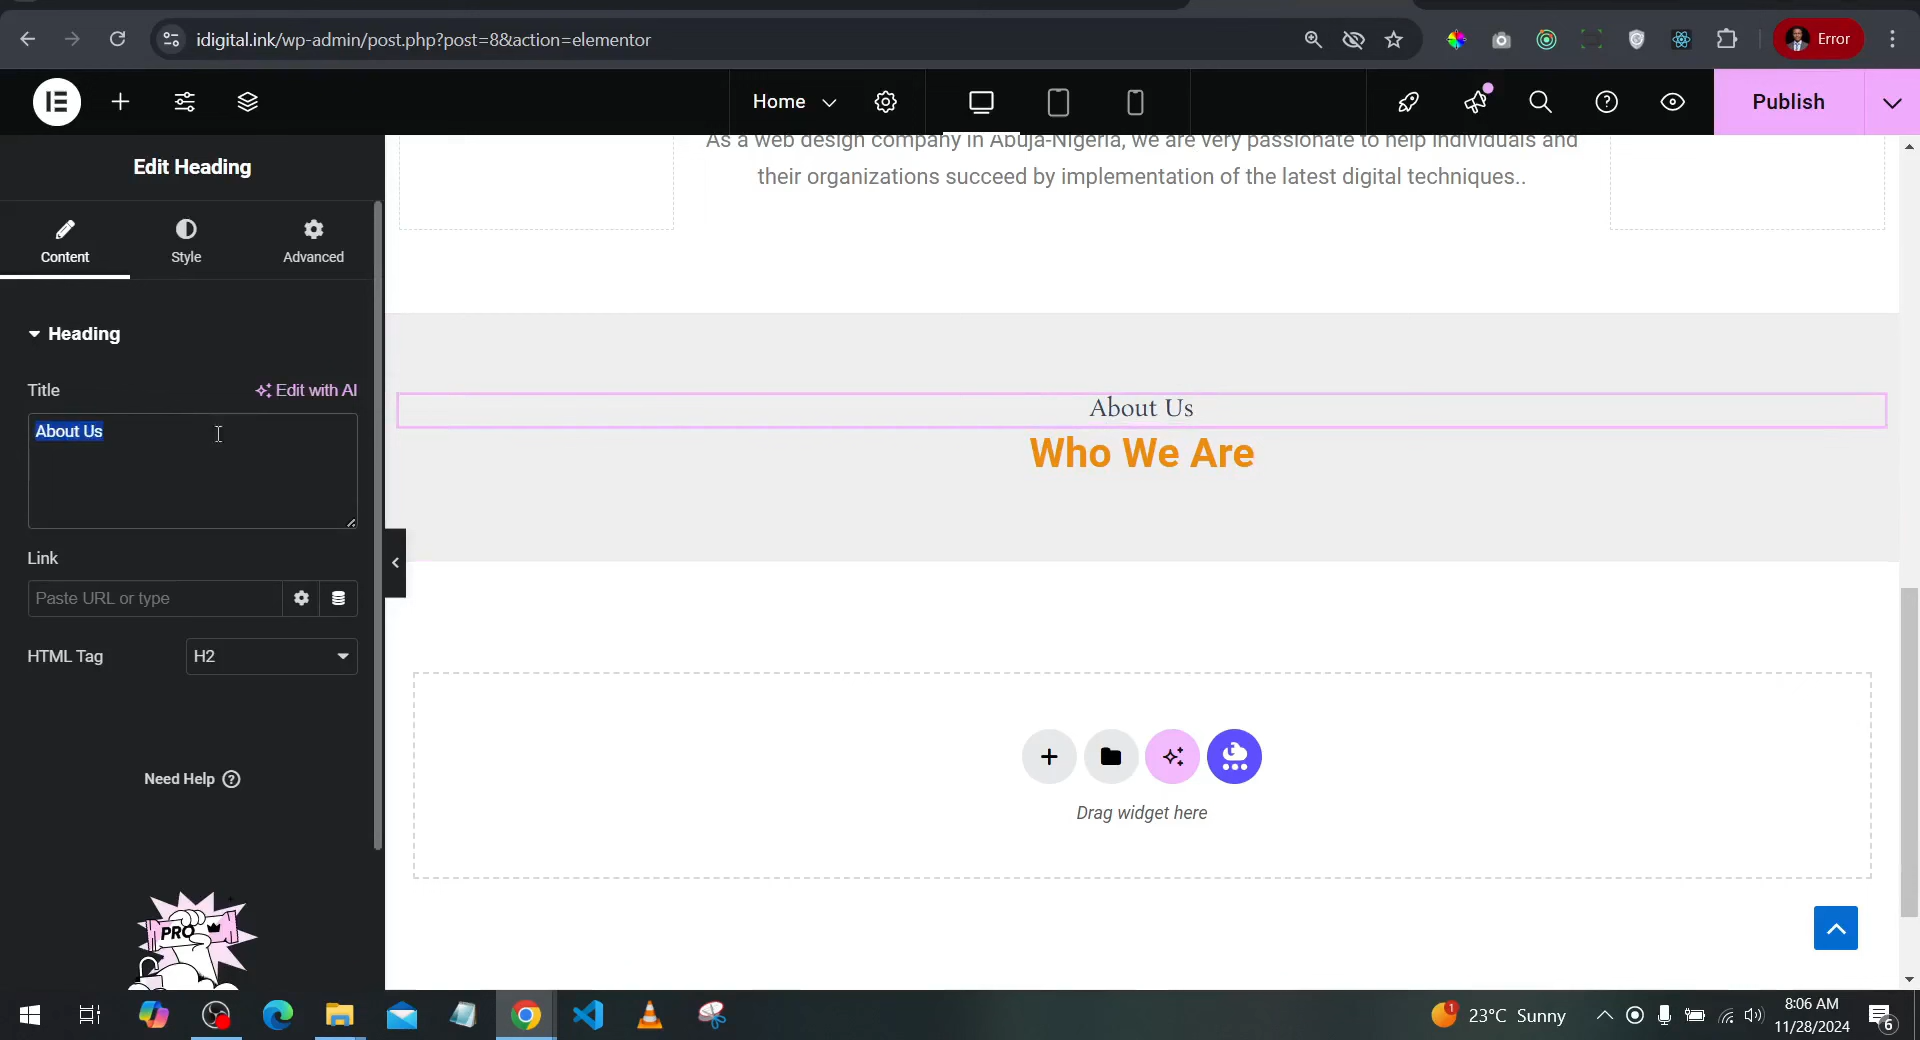 idigital.ink/wp-admin/post.php?post=8&action=elementor
Error
Home
Publish
Edit Heading
Content
Style
Advanced
Heading
Title
Edit with AI
About Us
Link
Paste URL or type
HTML Tag
H2
Need Help
PRO
As a web design company in Abuja-Nigeria, we are very passionate to help individuals and
their organizations succeed by implementation of the latest digital techniques..
About Us
Who We Are
Drag widget here
1
23°C Sunny
8:06 AM
11/28/2024
6